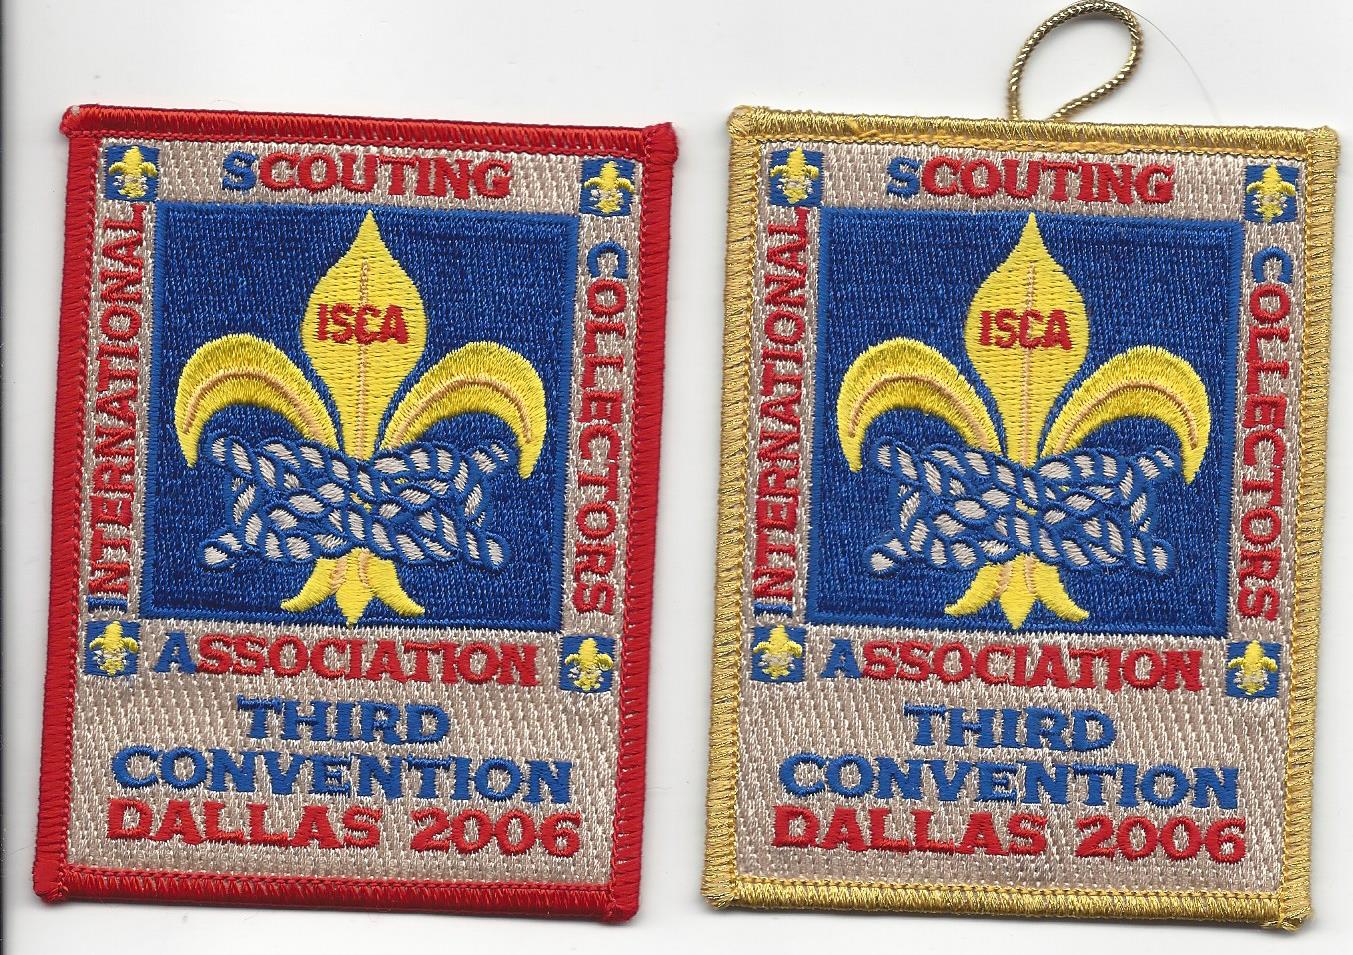 INTERNATIONAL
SCOUTING
COLLECTORS
ASSOCIATION
ISCA
THIRD
CONVENTION
DALLAS 2006
INTERNATIONAL
SCOUTING
COLLECTORS
ASSOCIATION
ISCA
THIRD
CONVENTION
DALLAS 2006